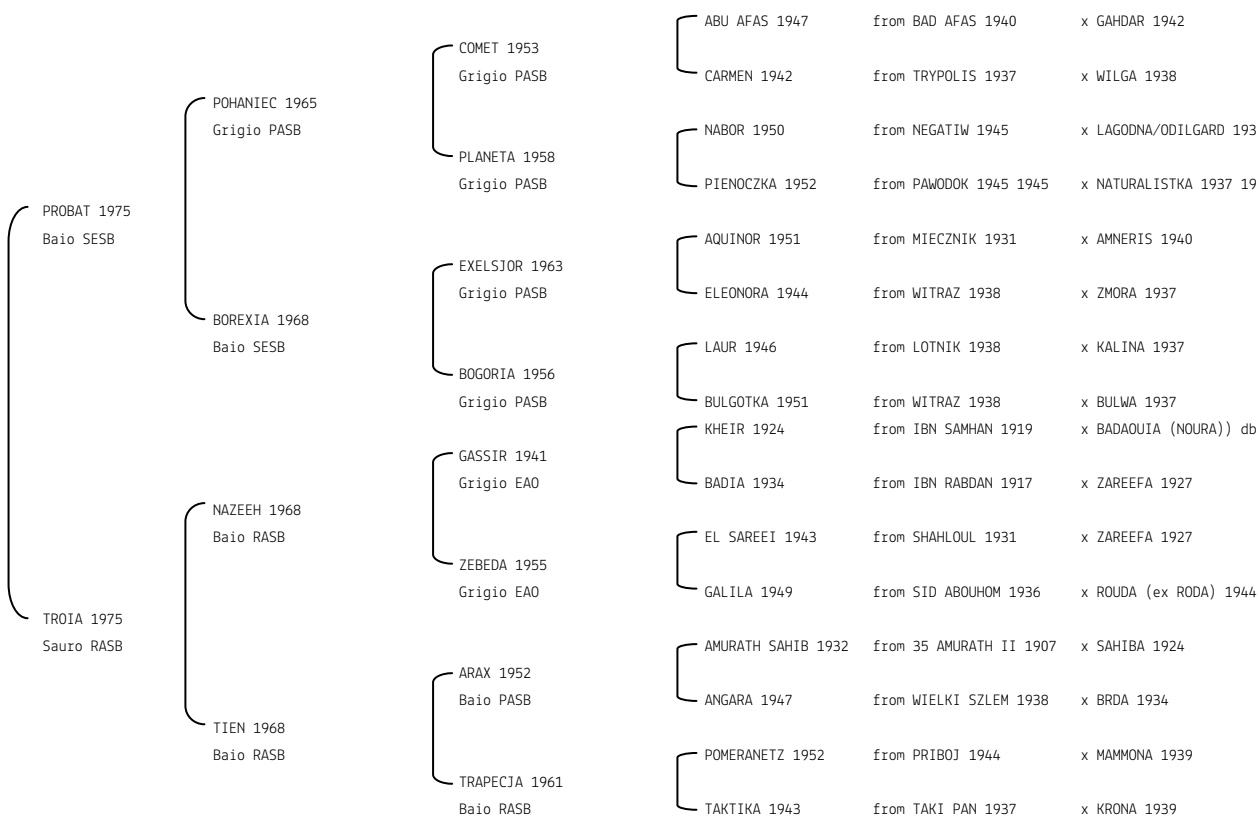 ABU AFAS 1947 from BAD AFAS 1940 x GAHDAR 1942
COMET 1953
Grigio PASB
CARMEN 1942 from TRYPOLIS 1937 x WILGA 1938
POHANIEC 1965
Grigio PASB
NABOR 1950 from NEGATIW 1945 x LAGODNA/ODILGARD 193
PLANETA 1958
Grigio PASB
PIENOCZKA 1952 from PAWODOK 1945 1945 x NATURALISTKA 1937 19
PROBAT 1975
Baio SESB
AQUINOR 1951 from MIECZNIK 1931 x AMNERIS 1940
EXELSJOR 1963
Grigio PASB
ELEONORA 1944 from WITRAZ 1938 x ZMORA 1937
BOREXIA 1968
Baio SESB
LAUR 1946 from LOTNIK 1938 x KALINA 1937
BOGORIA 1956
Grigio PASB
BULGOTKA 1951 from WITRAZ 1938 x BULWA 1937
KHEIR 1924 from IBN SAMHAN 1919 x BADAOUIA (NOURA)) db
GASSIR 1941
Grigio EAO
BADIA 1934 from IBN RABDAN 1917 x ZAREEFA 1927
NAZEEH 1968
Baio RASB
EL SAREEI 1943 from SHAHLOUL 1931 x ZAREEFA 1927
ZEBEDA 1955
Grigio EAO
GALILA 1949 from SID ABOUHOM 1936 x ROUDA (ex RODA) 1944
TROIA 1975
Sauro RASB
AMURATH SAHIB 1932 from 35 AMURATH II 1907 x SAHIBA 1924
ARAX 1952
Baio PASB
ANGARA 1947 from WIELKI SZLEM 1938 x BRDA 1934
TIEN 1968
Baio RASB
POMERANETZ 1952 from PRIBOJ 1944 x MAMMONA 1939
TRAPECJA 1961
Baio RASB
TAKTIKA 1943 from TAKI PAN 1937 x KRONA 1939